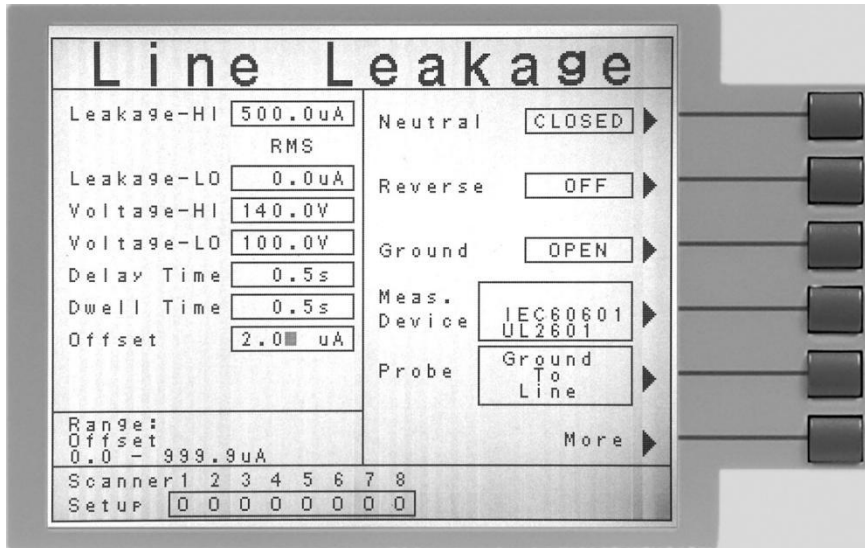 Line Leakage
Leakage-HI 500.0uA
RMS
Leakage-LO 0.0uA
Voltage-HI 140.0V
Voltage-LO 100.0V
Delay Time 0.5s
Dwell Time 0.5s
Offset 2.0 uA
Range:
Offset
0.0 - 999.9uA
Neutral CLOSED
Reverse OFF
Ground OPEN
Meas.
Device
IEC60601
UL2601
Probe
Ground
To
Line
More
Scanner 1 2 3 4 5 6 7 8
Setup 0 0 0 0 0 0 0 0